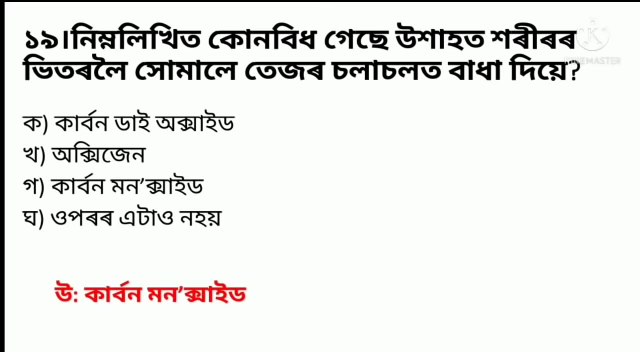 ১৯।নিম্নলিখিত কোনবিধ গেছে উশাহত শৰীৰৰ
ভিতৰলৈ সোমালে তেজৰ চলাচলত বাধা দিয়ে?
ক) কাৰ্বন ডাই অক্সাইড
খ) অক্সিজেন
গ) কাৰ্বন মন'ক্সাইড
ঘ) ওপৰৰ এটাও নহয়
উ: কাৰ্বন মন'ক্সাইড